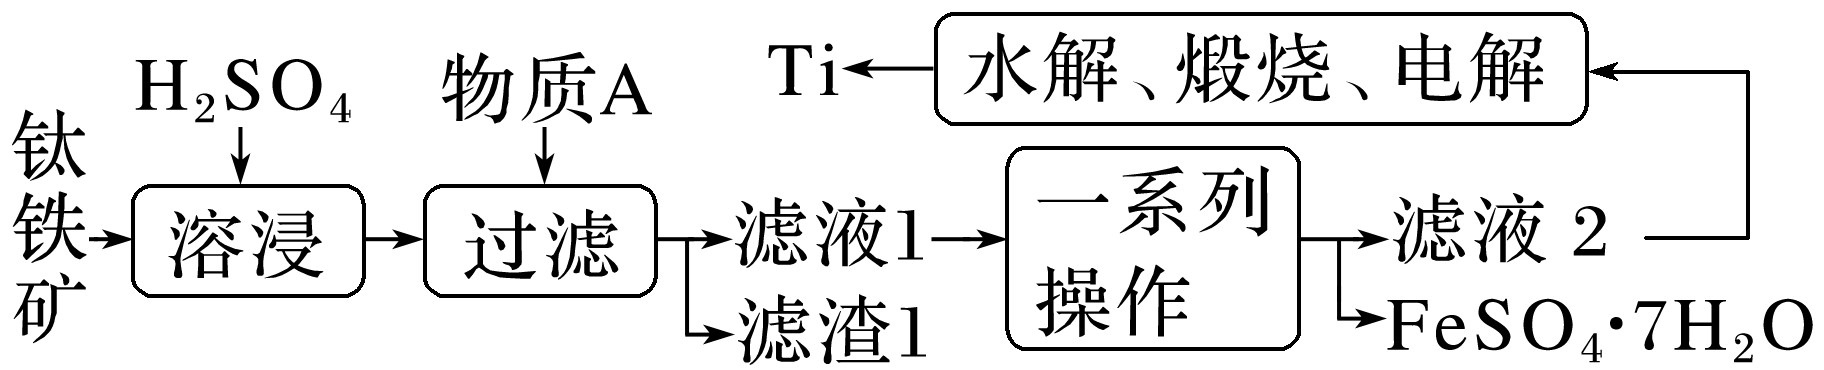 钛铁矿
H₂SO₄
溶浸
物质A
过滤
滤液1
滤渣1
一系列
操作
滤液 2
FeSO₄·7H₂O
水解、煅烧、电解
Ti